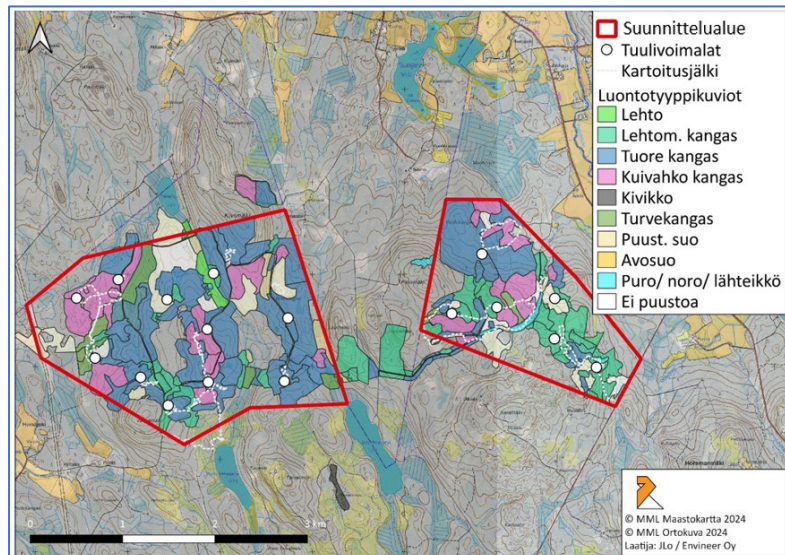 Suunnittelualue
Tuulivoimalat
Kartoitusjälki
Luontotyyppikuviot
Lehto
Lehtom. kangas
Tuore kangas
Kuivahko kangas
Kivikko
Turvekangas
Puust. suo
Avosuo
Puro/ noro/ lähteikkö
Ei puustoa
0 1 2 3 km
© MML Maastokartta 2024
© MML Ortokuva 2024
Laatija: JLo / Envineer Oy